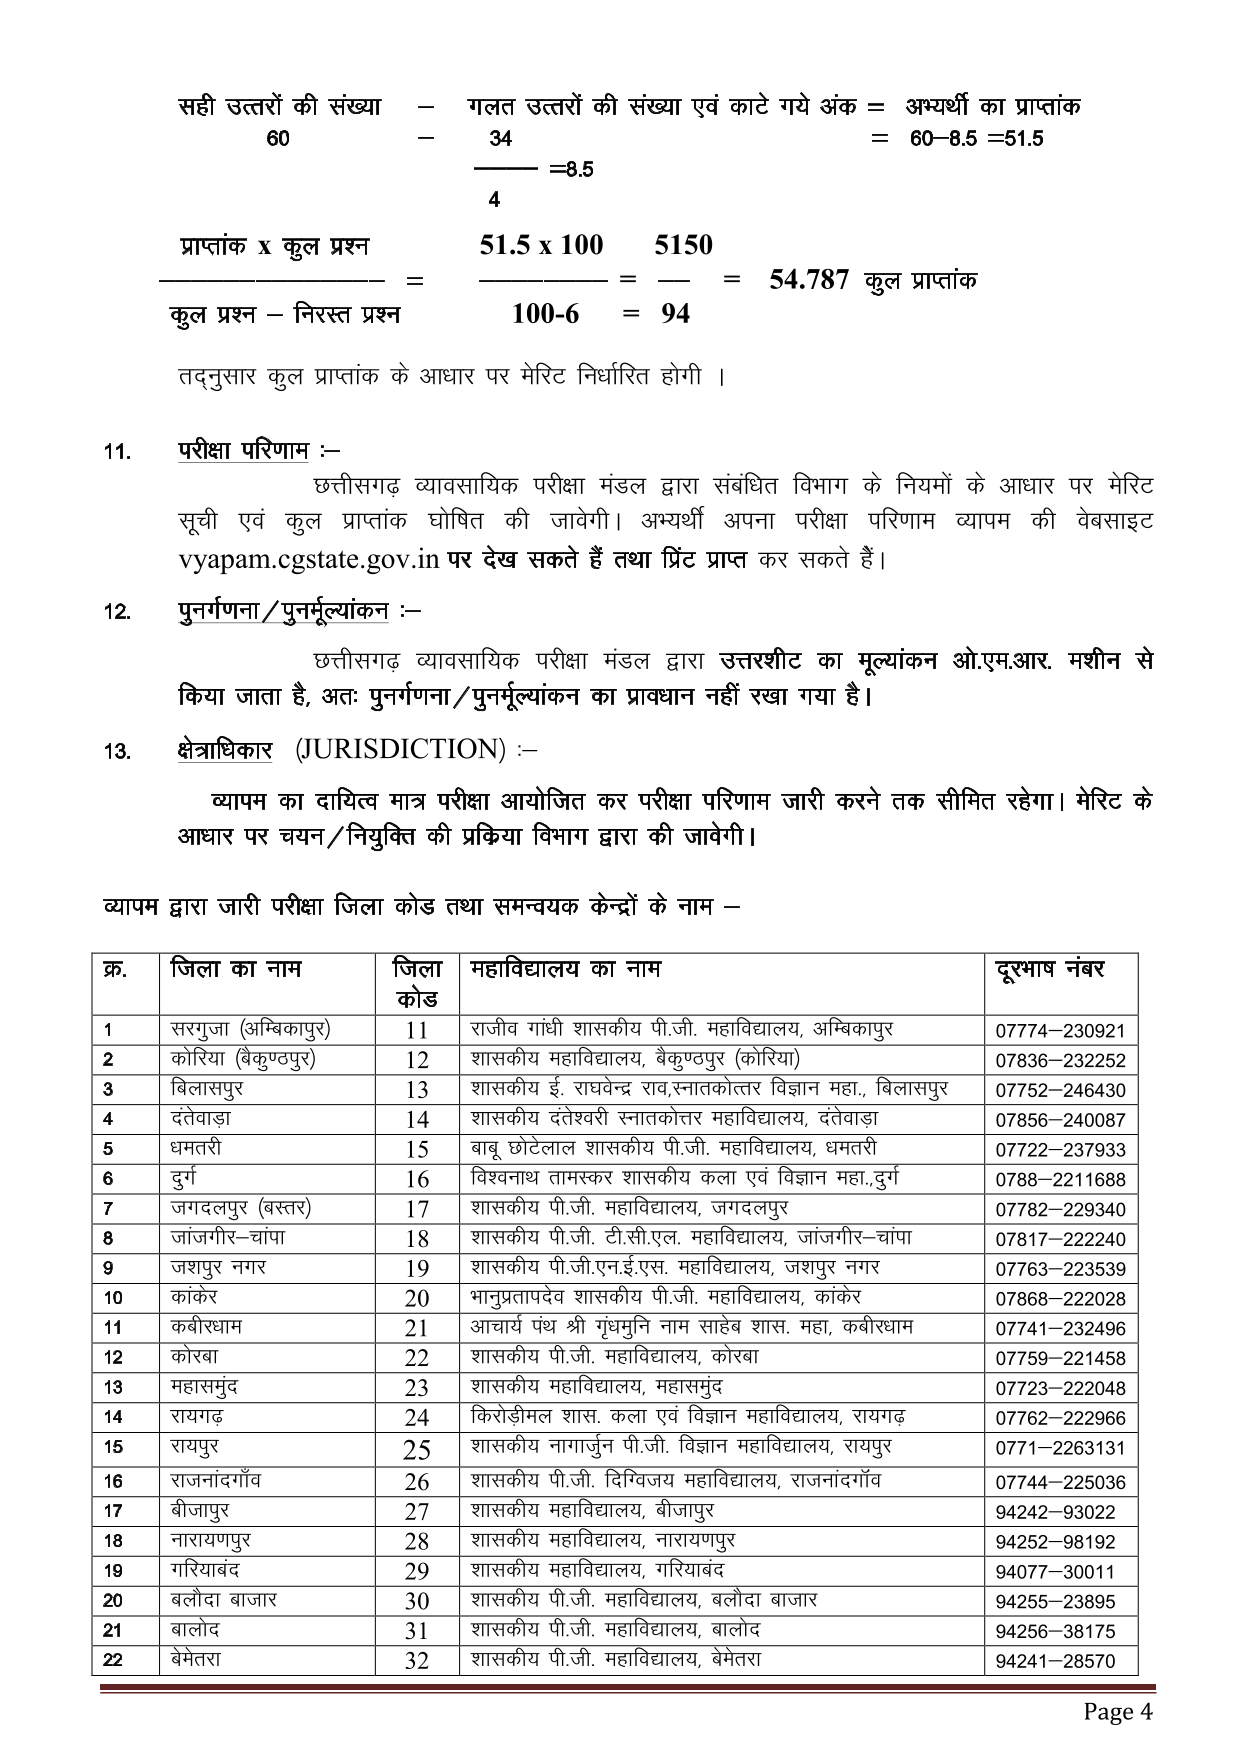 सही उत्तरों की संख्या – गलत उत्तरों की संख्या एवं काटे गये अंक = अभ्यर्थी का प्राप्तांक
60 – 34 = 60–8.5 =51.5
———— =8.5
4
प्राप्तांक x कुल प्रश्न 51.5 x 100 5150
—————————————— = ———————— = —— = 54.787 कुल प्राप्तांक
कुल प्रश्न – निरस्त प्रश्न 100-6 = 94
तद्नुसार कुल प्राप्तांक के आधार पर मेरिट निर्धारित होगी ।
11. परीक्षा परिणाम :–
छत्तीसगढ़ व्यावसायिक परीक्षा मंडल द्वारा संबंधित विभाग के नियमों के आधार पर मेरिट
सूची एवं कुल प्राप्तांक घोषित की जावेगी। अभ्यर्थी अपना परीक्षा परिणाम व्यापम की वेबसाइट
vyapam.cgstate.gov.in पर देख सकते हैं तथा प्रिंट प्राप्त कर सकते हैं।
12. पुनर्गणना/पुनर्मूल्यांकन :–
छत्तीसगढ़ व्यावसायिक परीक्षा मंडल द्वारा उत्तरशीट का मूल्यांकन ओ.एम.आर. मशीन से
किया जाता है, अतः पुनर्गणना/पुनर्मूल्यांकन का प्रावधान नहीं रखा गया है।
13. क्षेत्राधिकार (JURISDICTION) :–
व्यापम का दायित्व मात्र परीक्षा आयोजित कर परीक्षा परिणाम जारी करने तक सीमित रहेगा। मेरिट के
आधार पर चयन/नियुक्ति की प्रक्रिया विभाग द्वारा की जावेगी।
व्यापम द्वारा जारी परीक्षा जिला कोड तथा समन्वयक केन्द्रों के नाम –
क्र. जिला का नाम जिला महाविद्यालय का नाम दूरभाष नंबर
कोड
1 सरगुजा (अम्बिकापुर) 11 राजीव गांधी शासकीय पी.जी. महाविद्यालय, अम्बिकापुर 07774–230921
2 कोरिया (बैकुण्ठपुर) 12 शासकीय महाविद्यालय, बैकुण्ठपुर (कोरिया) 07836–232252
3 बिलासपुर 13 शासकीय ई. राघवेन्द्र राव,स्नातकोत्तर विज्ञान महा., बिलासपुर 07752–246430
4 दंतेवाड़ा 14 शासकीय दंतेश्वरी स्नातकोत्तर महाविद्यालय, दंतेवाड़ा 07856–240087
5 धमतरी 15 बाबू छोटेलाल शासकीय पी.जी. महाविद्यालय, धमतरी 07722–237933
6 दुर्ग 16 विश्वनाथ तामस्कर शासकीय कला एवं विज्ञान महा.,दुर्ग 0788–2211688
7 जगदलपुर (बस्तर) 17 शासकीय पी.जी. महाविद्यालय, जगदलपुर 07782–229340
8 जांजगीर–चांपा 18 शासकीय पी.जी. टी.सी.एल. महाविद्यालय, जांजगीर–चांपा 07817–222240
9 जशपुर नगर 19 शासकीय पी.जी.एन.ई.एस. महाविद्यालय, जशपुर नगर 07763–223539
10 कांकेर 20 भानुप्रतापदेव शासकीय पी.जी. महाविद्यालय, कांकेर 07868–222028
11 कबीरधाम 21 आचार्य पंथ श्री गृंधमुनि नाम साहेब शास. महा, कबीरधाम 07741–232496
12 कोरबा 22 शासकीय पी.जी. महाविद्यालय, कोरबा 07759–221458
13 महासमुंद 23 शासकीय महाविद्यालय, महासमुंद 07723–222048
14 रायगढ़ 24 किरोड़ीमल शास. कला एवं विज्ञान महाविद्यालय, रायगढ़ 07762–222966
15 रायपुर 25 शासकीय नागार्जुन पी.जी. विज्ञान महाविद्यालय, रायपुर 0771–2263131
16 राजनांदगाँव 26 शासकीय पी.जी. दिग्विजय महाविद्यालय, राजनांदगॉव 07744–225036
17 बीजापुर 27 शासकीय महाविद्यालय, बीजापुर 94242–93022
18 नारायणपुर 28 शासकीय महाविद्यालय, नारायणपुर 94252–98192
19 गरियाबंद 29 शासकीय महाविद्यालय, गरियाबंद 94077–30011
20 बलौदा बाजार 30 शासकीय पी.जी. महाविद्यालय, बलौदा बाजार 94255–23895
21 बालोद 31 शासकीय पी.जी. महाविद्यालय, बालोद 94256–38175
22 बेमेतरा 32 शासकीय पी.जी. महाविद्यालय, बेमेतरा 94241–28570
Page 4